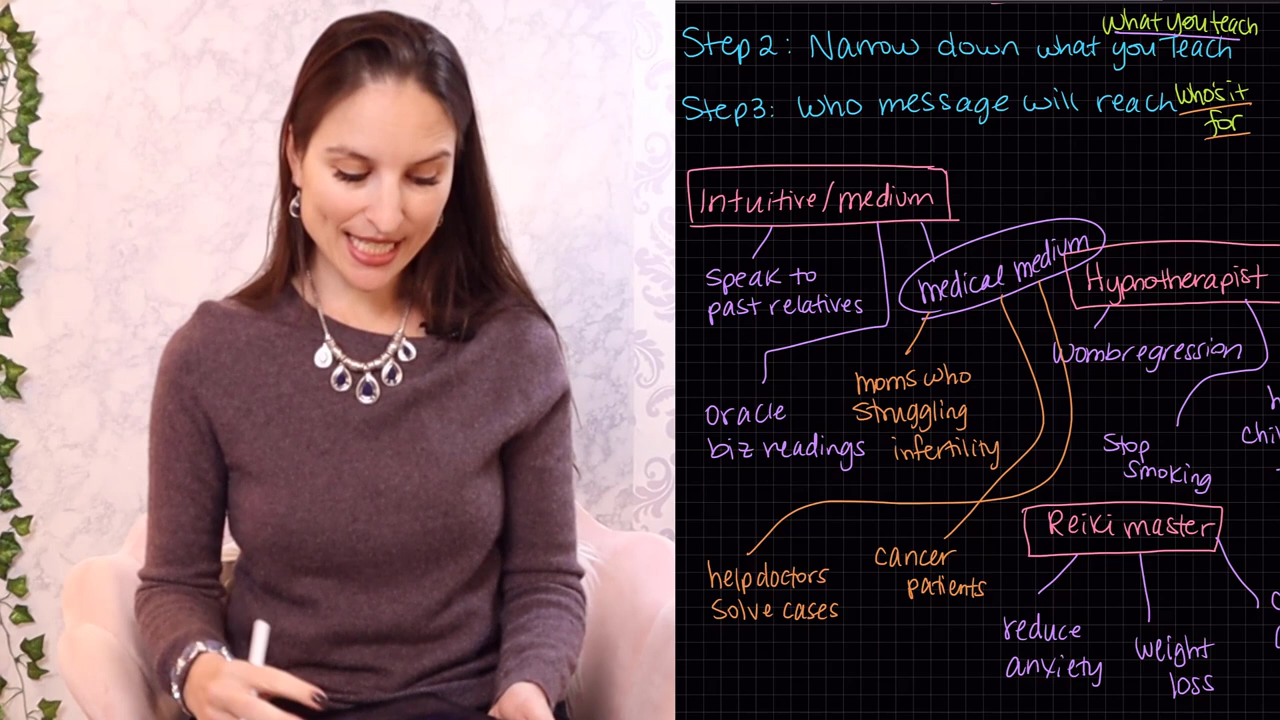 what you teach
Step 2: Narrow down what you Teach
Step3: Who message will reach
who's it
for
Intuitive/medium
medical medium
Hypnotherapist
Speak to
past relatives
Wombregression
moms who
Struggling
infertility
oracle
biz readings
Stop
Smoking
Reiki master
cancer
patients
help doctors
Solve cases
reduce
anxiety
weight
loss